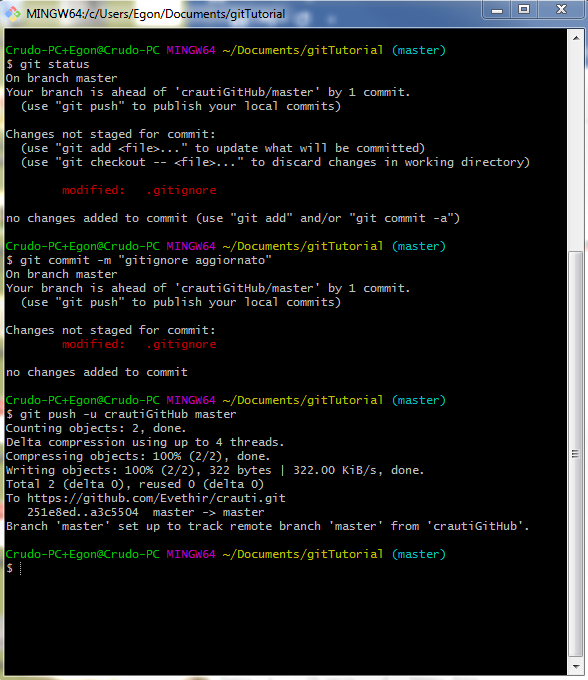 MINGW64:/c/Users/Egon/Documents/gitTutorial
Crudo-PC+Egon@Crudo-PC MINGW64 ~/Documents/gitTutorial (master)
$ git status
On branch master
Your branch is ahead of 'crautiGitHub/master' by 1 commit.
  (use "git push" to publish your local commits)
Changes not staged for commit:
  (use "git add <file>..." to update what will be committed)
  (use "git checkout -- <file>..." to discard changes in working directory)
        modified:   .gitignore
no changes added to commit (use "git add" and/or "git commit -a")
Crudo-PC+Egon@Crudo-PC MINGW64 ~/Documents/gitTutorial (master)
$ git commit -m "gitignore aggiornato"
On branch master
Your branch is ahead of 'crautiGitHub/master' by 1 commit.
  (use "git push" to publish your local commits)
Changes not staged for commit:
        modified:   .gitignore
no changes added to commit
Crudo-PC+Egon@Crudo-PC MINGW64 ~/Documents/gitTutorial (master)
$ git push -u crautiGitHub master
Counting objects: 2, done.
Delta compression using up to 4 threads.
Compressing objects: 100% (2/2), done.
Writing objects: 100% (2/2), 322 bytes | 322.00 KiB/s, done.
Total 2 (delta 0), reused 0 (delta 0)
To https://github.com/Evethir/crauti.git
   251e8ed..a3c5504  master -> master
Branch 'master' set up to track remote branch 'master' from 'crautiGitHub'.
Crudo-PC+Egon@Crudo-PC MINGW64 ~/Documents/gitTutorial (master)
$